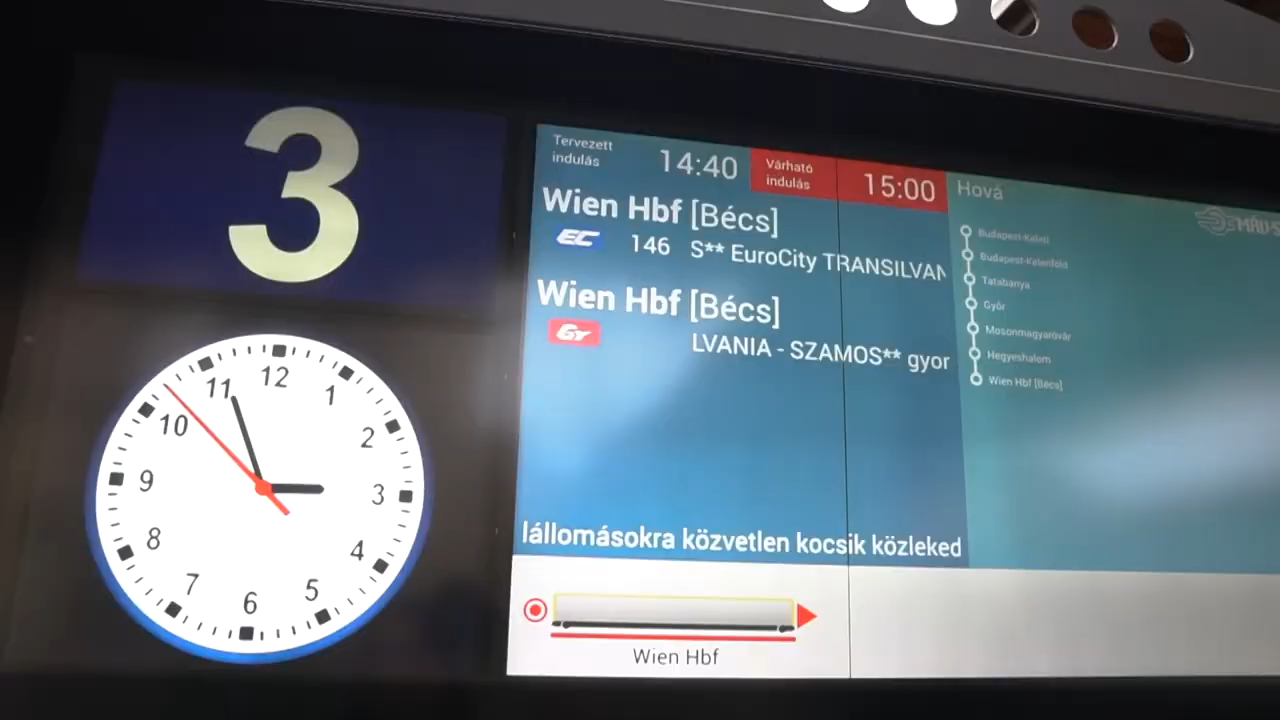 3
12
1
2
3
4
5
6
7
8
9
10
11
Tervezett
indulás
14:40
Várható
indulás
15:00
Wien Hbf [Bécs]
EC 146 S** EuroCity TRANSILVAN
Wien Hbf [Bécs]
Gy LVANIA - SZAMOS** gyor
lállomásokra közvetlen kocsik közleked
Wien Hbf
Hová
MÁV-S
Budapest-Keleti
Budapest-Kelenföld
Tatabánya
Győr
Mosonmagyaróvár
Hegyeshalom
Wien Hbf [Bécs]